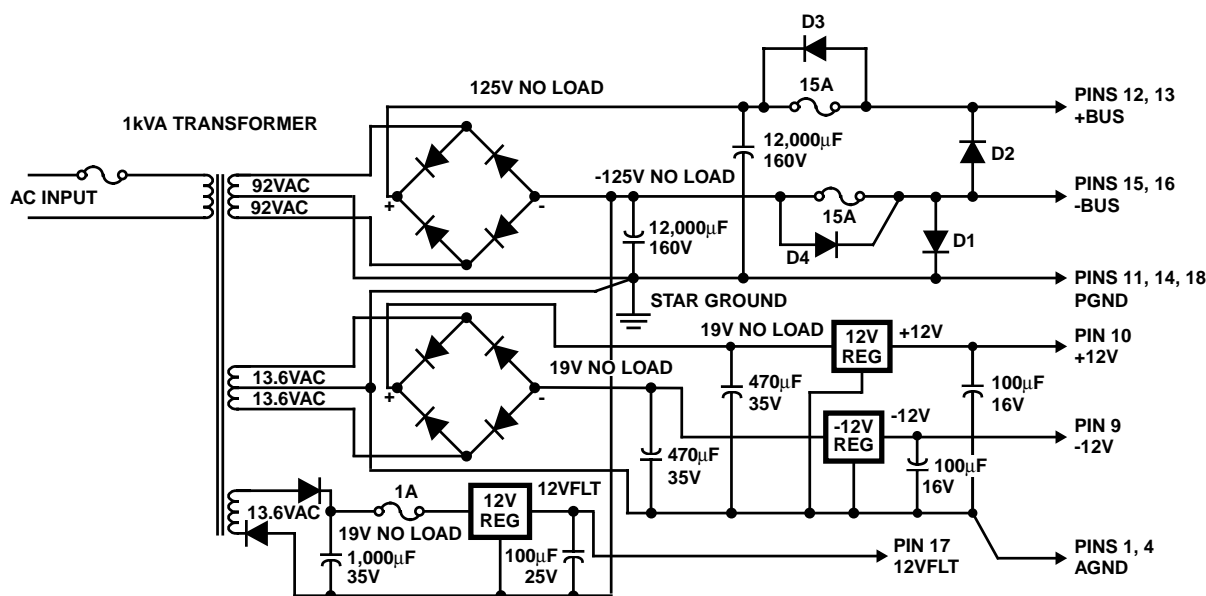 D3
125V NO LOAD
15A
PINS 12, 13
+BUS
1kVA TRANSFORMER
12,000µF
160V
D2
-125V NO LOAD
AC INPUT
92VAC
92VAC
+
-
15A
PINS 15, 16
-BUS
12,000µF
160V
D4
D1
STAR GROUND
PINS 11, 14, 18
PGND
19V NO LOAD
12V
REG
+12V
PIN 10
+12V
19V NO LOAD
13.6VAC
13.6VAC
+
-
470µF
35V
100µF
16V
-12V
REG
-12V
PIN 9
-12V
470µF
35V
100µF
16V
13.6VAC
1A
12V
REG
12VFLT
19V NO LOAD
1,000µF
35V
100µF
25V
PIN 17
12VFLT
PINS 1, 4
AGND